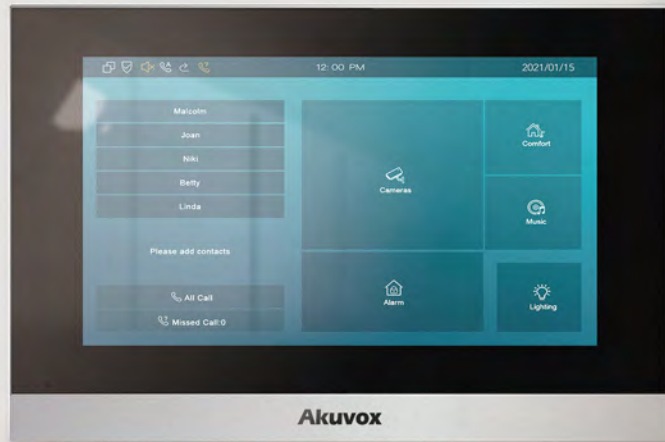 12:00 PM
2021/01/15
Malcolm
Joan
Niki
Betty
Linda
Please add contacts
All Call
Missed Call:0
Cameras
Alarm
Comfort
Music
Lighting
Akuvox